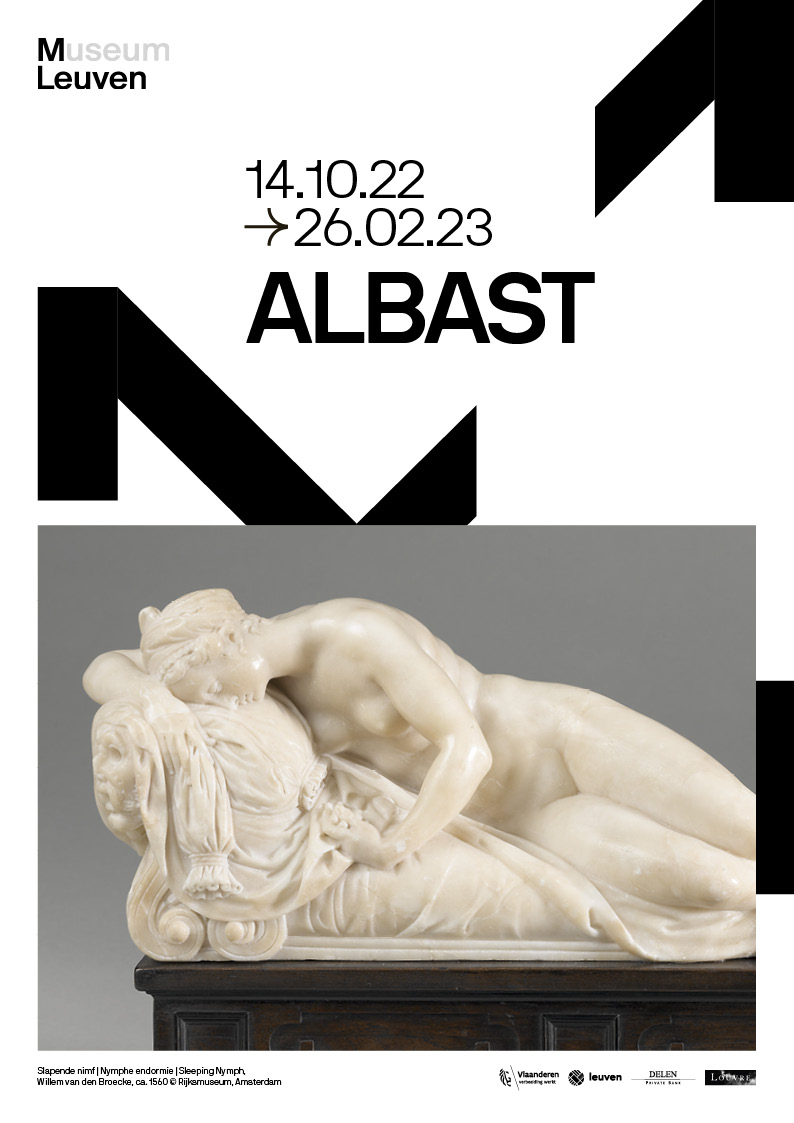 Museum
Leuven
14.10.22
→26.02.23
ALBAST
Slapende nimf | Nymphe endormie | Sleeping Nymph,
Willem van den Broecke, ca. 1560 © Rijksmuseum, Amsterdam
Vlaanderen
verbeelding werkt
leuven
DELEN
PRIVATE BANK
LOUVRE